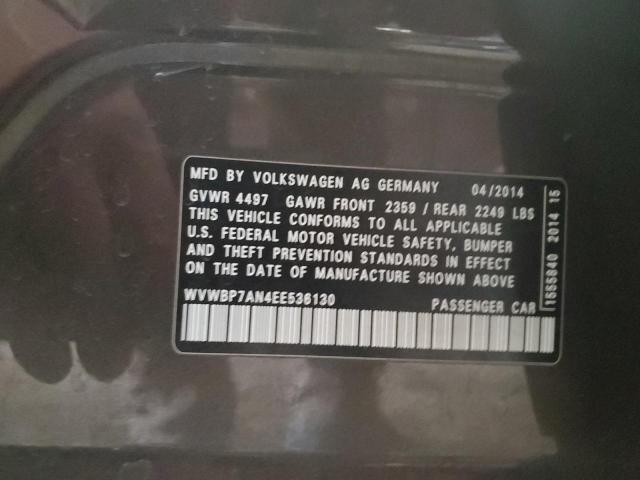 MFD BY VOLKSWAGEN AG GERMANY 04/2014
GVWR 4497 GAWR FRONT 2359 / REAR 2249 LBS
THIS VEHICLE CONFORMS TO ALL APPLICABLE
U.S. FEDERAL MOTOR VEHICLE SAFETY, BUMPER
AND THEFT PREVENTION STANDARDS IN EFFECT
ON THE DATE OF MANUFACTURE SHOWN ABOVE
WVWBP7AN4EE536130 PASSENGER CAR
1555840 2014 15